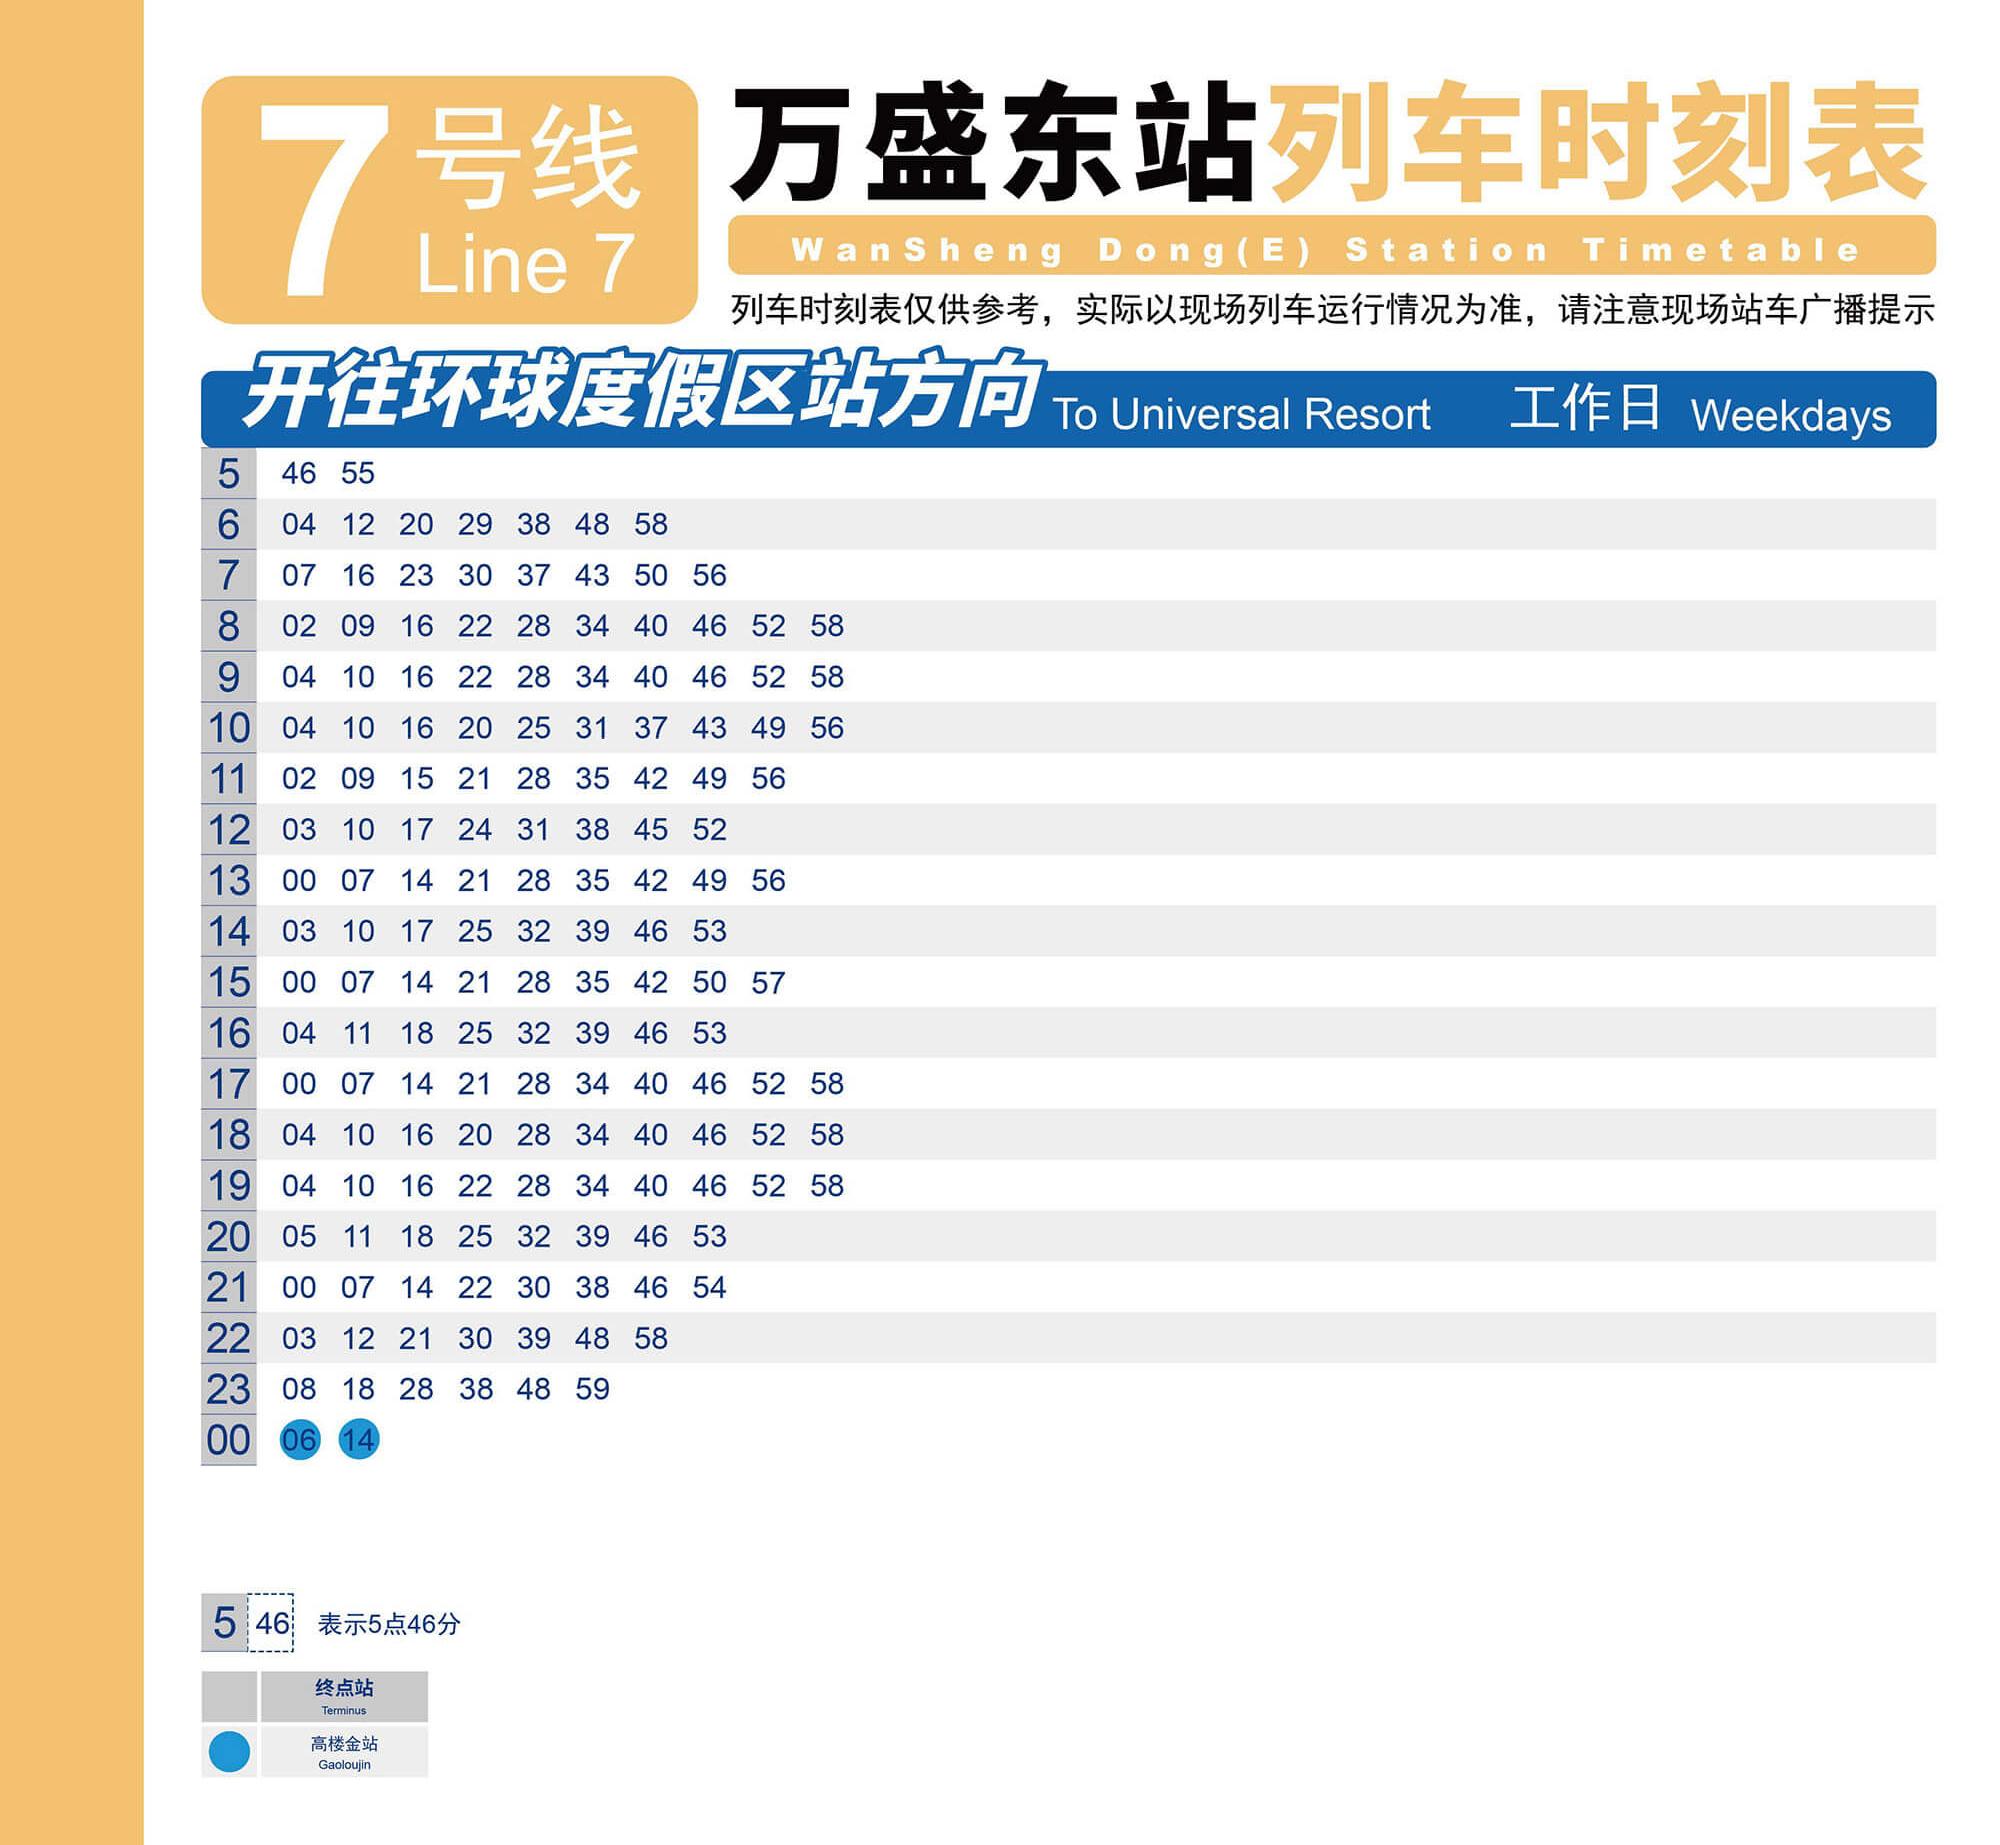 7号线
Line 7
万盛东站列车时刻表
WanSheng Dong(E) Station Timetable
列车时刻表仅供参考，实际以现场列车运行情况为准，请注意现场站车广播提示
开往环球度假区站方向 To Universal Resort 工作日 Weekdays
5 46 55
6 04 12 20 29 38 48 58
7 07 16 23 30 37 43 50 56
8 02 09 16 22 28 34 40 46 52 58
9 04 10 16 22 28 34 40 46 52 58
10 04 10 16 20 25 31 37 43 49 56
11 02 09 15 21 28 35 42 49 56
12 03 10 17 24 31 38 45 52
13 00 07 14 21 28 35 42 49 56
14 03 10 17 25 32 39 46 53
15 00 07 14 21 28 35 42 50 57
16 04 11 18 25 32 39 46 53
17 00 07 14 21 28 34 40 46 52 58
18 04 10 16 20 28 34 40 46 52 58
19 04 10 16 22 28 34 40 46 52 58
20 05 11 18 25 32 39 46 53
21 00 07 14 22 30 38 46 54
22 03 12 21 30 39 48 58
23 08 18 28 38 48 59
00 06 14
5 46 表示5点46分
终点站
Terminus
高楼金站
Gaoloujin